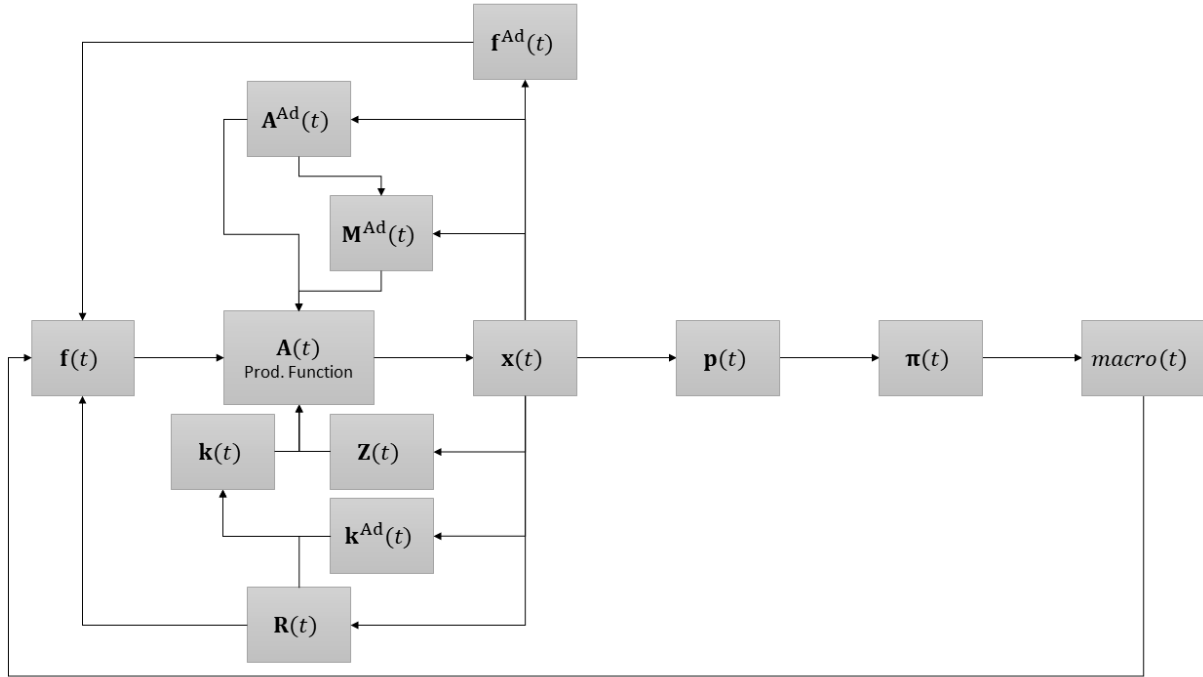 f^Ad(t)
A^Ad(t)
M^Ad(t)
f(t)
A(t)
Prod. Function
x(t)
p(t)
π(t)
macro(t)
k(t)
Z(t)
k^Ad(t)
R(t)